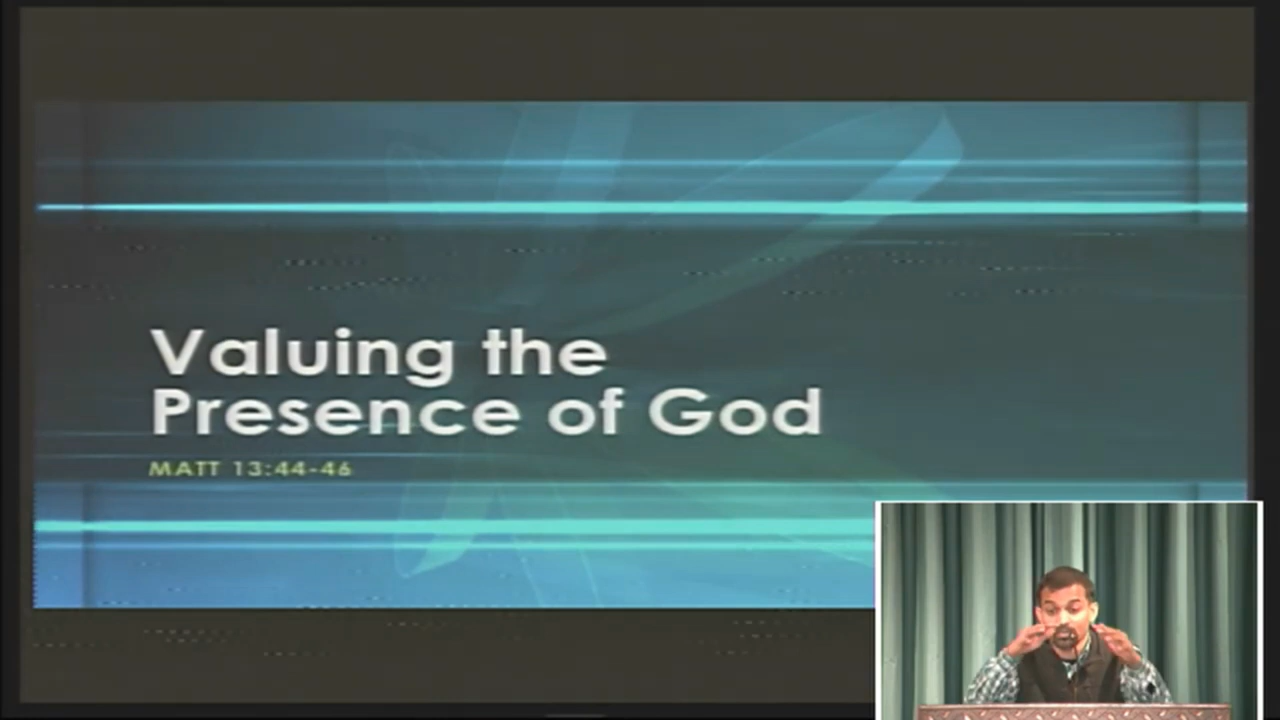 Valuing the
Presence of God
MATT 13:44-46